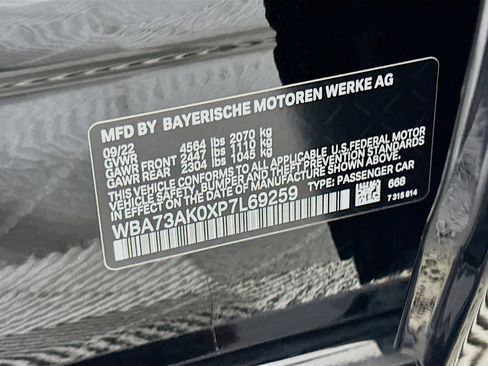 MFD BY BAYERISCHE MOTOREN WERKE AG
09/22
GVWR 4564 lbs 2070 kg
GAWR FRONT 2447 lbs 1110 kg
GAWR REAR 2304 lbs 1045 kg
THIS VEHICLE CONFORMS TO ALL APPLICABLE U.S.FEDERAL MOTOR
VEHICLE SAFETY, BUMPER, AND THEFT PREVENTION STANDARDS
IN EFFECT ON THE DATE OF MANUFACTURE SHOWN ABOVE.
WBA73AK0XP7L69259 TYPE: PASSENGER CAR
668
7 315 814